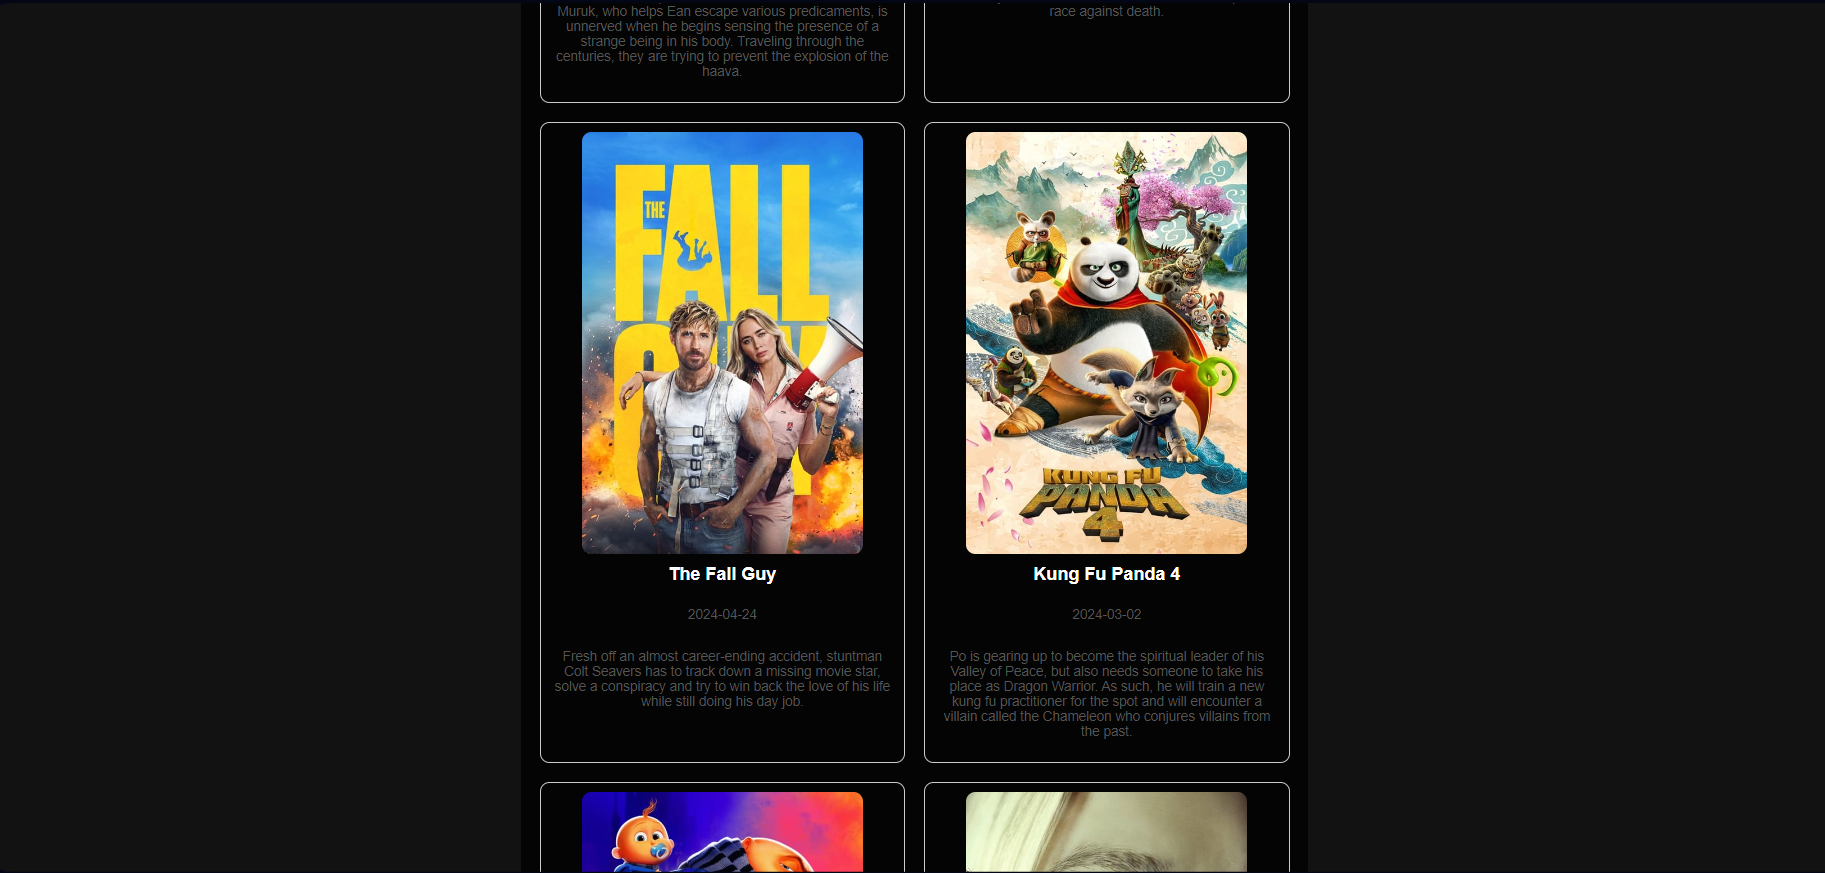 Muruk, who helps Ean escape various predicaments, is
unnerved when he begins sensing the presence of a
strange being in his body. Traveling through the
centuries, they are trying to prevent the explosion of the
haava.
race against death.
THE
FALL
GUY
The Fall Guy
2024-04-24
Fresh off an almost career-ending accident, stuntman
Colt Seavers has to track down a missing movie star,
solve a conspiracy and try to win back the love of his life
while still doing his day job.
KUNG FU
PANDA
4
Kung Fu Panda 4
2024-03-02
Po is gearing up to become the spiritual leader of his
Valley of Peace, but also needs someone to take his
place as Dragon Warrior. As such, he will train a new
kung fu practitioner for the spot and will encounter a
villain called the Chameleon who conjures villains from
the past.